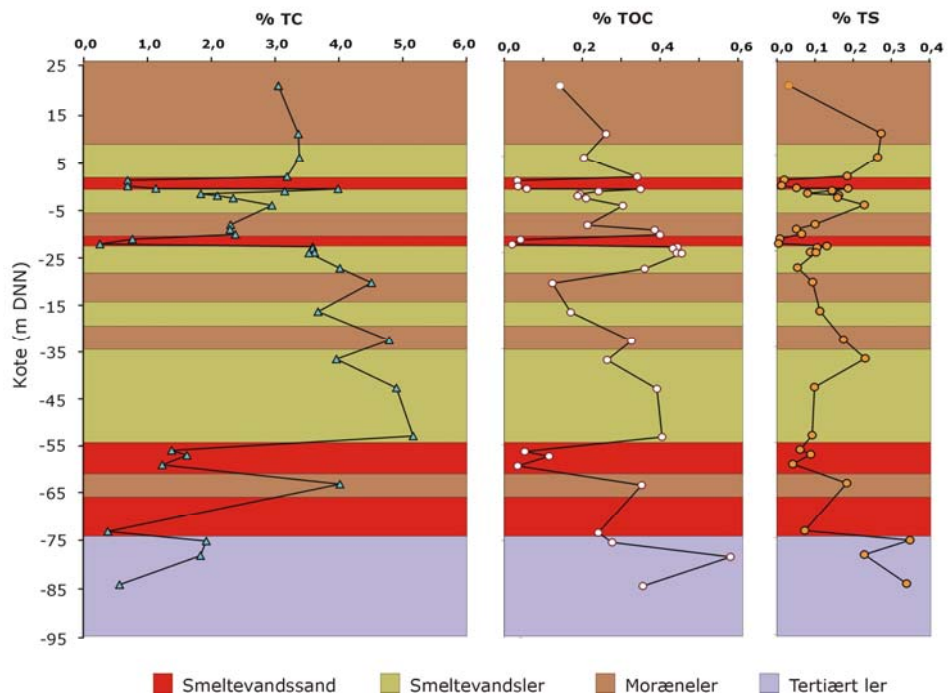 % TC
% TOC
% TS
0,0 1,0 2,0 3,0 4,0 5,0 6,0
0,0 0,2 0,4 0,6
0,0 0,1 0,2 0,3 0,4
Kote (m DNN)
25
15
5
-5
-15
-25
-15
-35
-45
-55
-65
-75
-85
-95
Smeltevandssand
Smeltevandsler
Moræneler
Tertiært ler